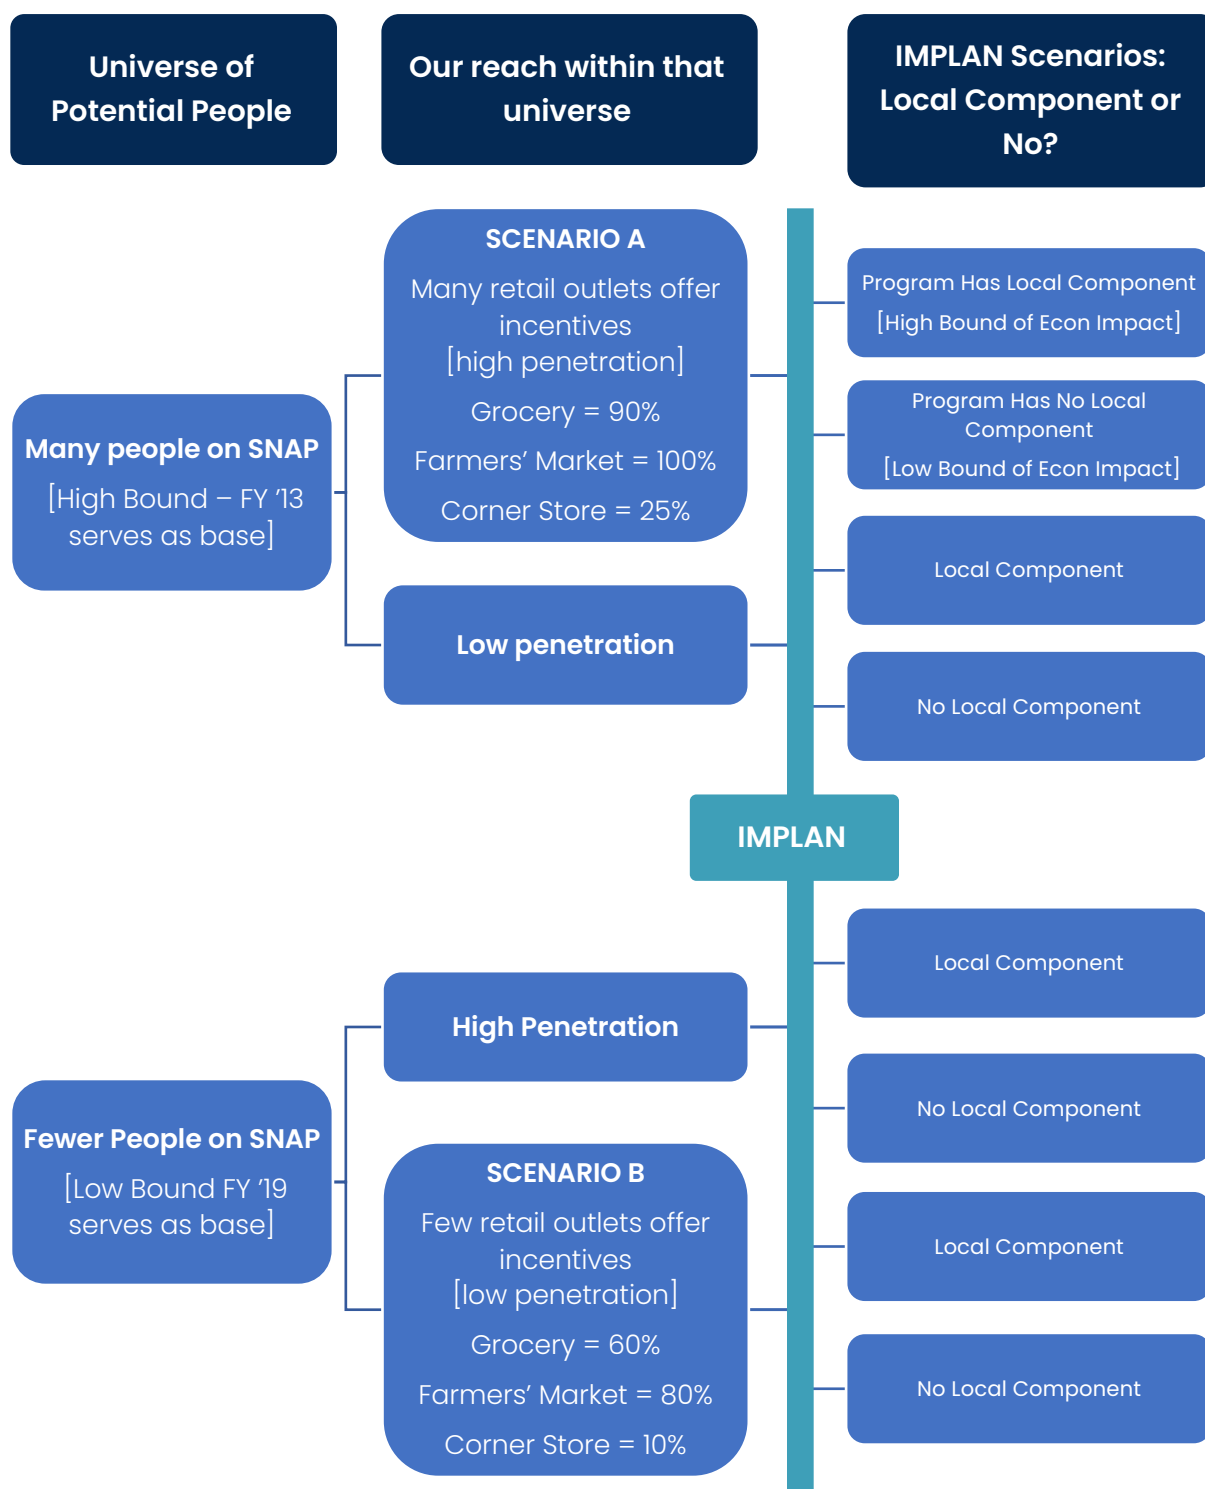 Universe of
Potential People
Our reach within that
universe
IMPLAN Scenarios:
Local Component or
No?
Many people on SNAP
[High Bound – FY ’13
serves as base]
SCENARIO A
Many retail outlets offer
incentives
[high penetration]
Grocery = 90%
Farmers’ Market = 100%
Corner Store = 25%
Low penetration
Program Has Local Component
[High Bound of Econ Impact]
Program Has No Local
Component
[Low Bound of Econ Impact]
Local Component
No Local Component
IMPLAN
Fewer People on SNAP
[Low Bound FY ’19
serves as base]
High Penetration
SCENARIO B
Few retail outlets offer
incentives
[low penetration]
Grocery = 60%
Farmers’ Market = 80%
Corner Store = 10%
Local Component
No Local Component
Local Component
No Local Component